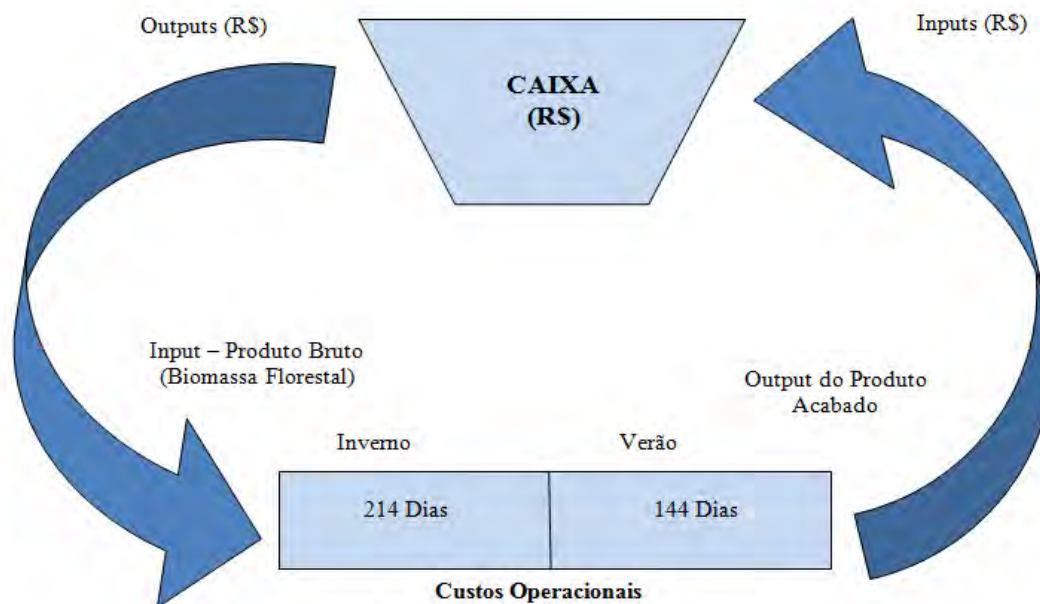 Outputs (R$)
CAIXA
(R$)
Inputs (R$)
Input – Produto Bruto
(Biomassa Florestal)
Output do Produto
Acabado
Inverno
Verão
214 Dias
144 Dias
Custos Operacionais